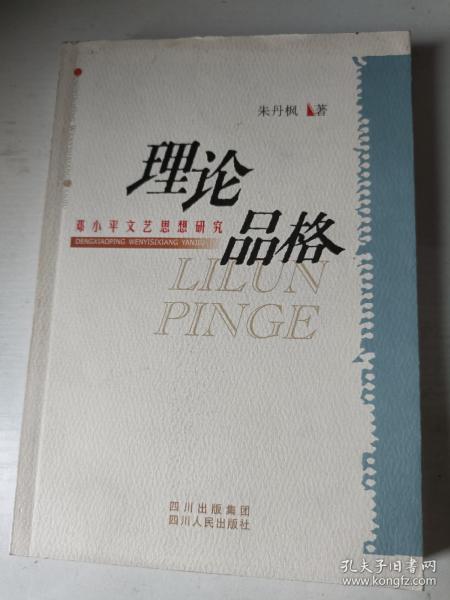 朱丹枫 著
理论
邓小平文艺思想研究
DENGXIAOPING WENYISIXIANG YANJIU
品格
LILUN
PINGE
四川出版集团
四川人民出版社
孔夫子旧书网
www.kongfz.com